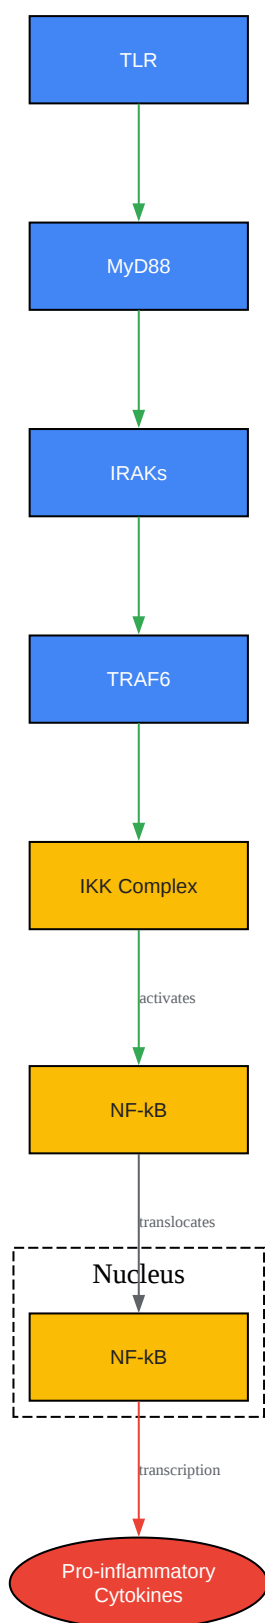 TLR
MyD88
IRAKs
TRAF6
IKK Complex
activates
NF-kB
translocates
Nucleus
NF-kB
transcription
Pro-inflammatory
Cytokines